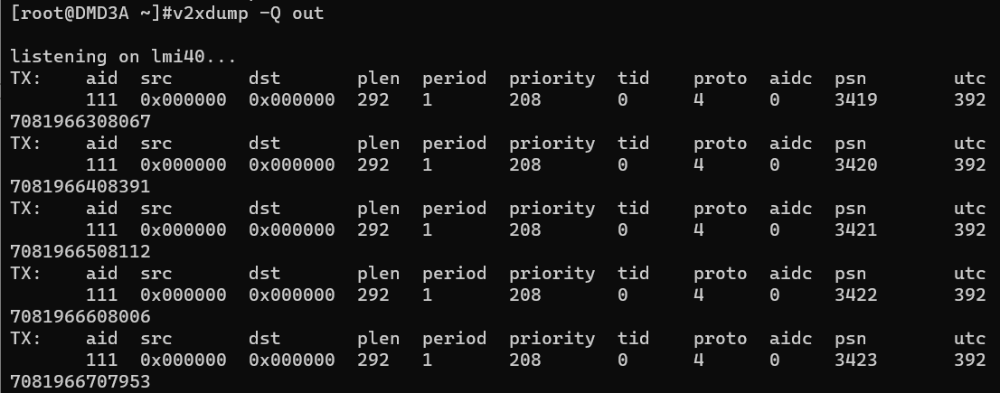 [root@DMD3A ~]#v2xdump -Q out
listening on lmi40...
TX: aid src dst plen period priority tid proto aidc psn utc
111 0x000000 0x000000 292 1 208 0 4 0 3419 392
7081966308067
TX: aid src dst plen period priority tid proto aidc psn utc
111 0x000000 0x000000 292 1 208 0 4 0 3420 392
7081966408391
TX: aid src dst plen period priority tid proto aidc psn utc
111 0x000000 0x000000 292 1 208 0 4 0 3421 392
7081966508112
TX: aid src dst plen period priority tid proto aidc psn utc
111 0x000000 0x000000 292 1 208 0 4 0 3422 392
7081966608006
TX: aid src dst plen period priority tid proto aidc psn utc
111 0x000000 0x000000 292 1 208 0 4 0 3423 392
7081966707953